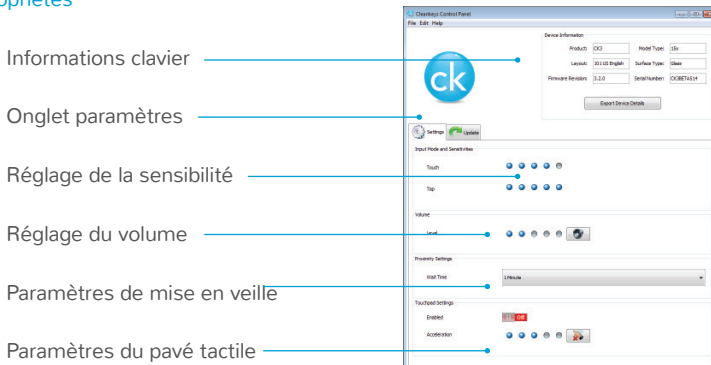 opriétés
Informations clavier
Onglet paramètres
Réglage de la sensibilité
Réglage du volume
Paramètres de mise en veille
Paramètres du pavé tactile
Cleankeys Control Panel
File Edit Help
Device Information
Product: CK3 Model Type: 15v
Layout: 101 US English Surface Type: Glass
Firmware Revision: 3.2.0 Serial Number: CK3BETA514
Export Device Details
ck
Settings Update
Input Mode and Sensitivities
Touch
Tap
Volume
Level
Proximity Settings
Wait Time 1 Minute
Touchpad Settings
Enabled Off
Acceleration